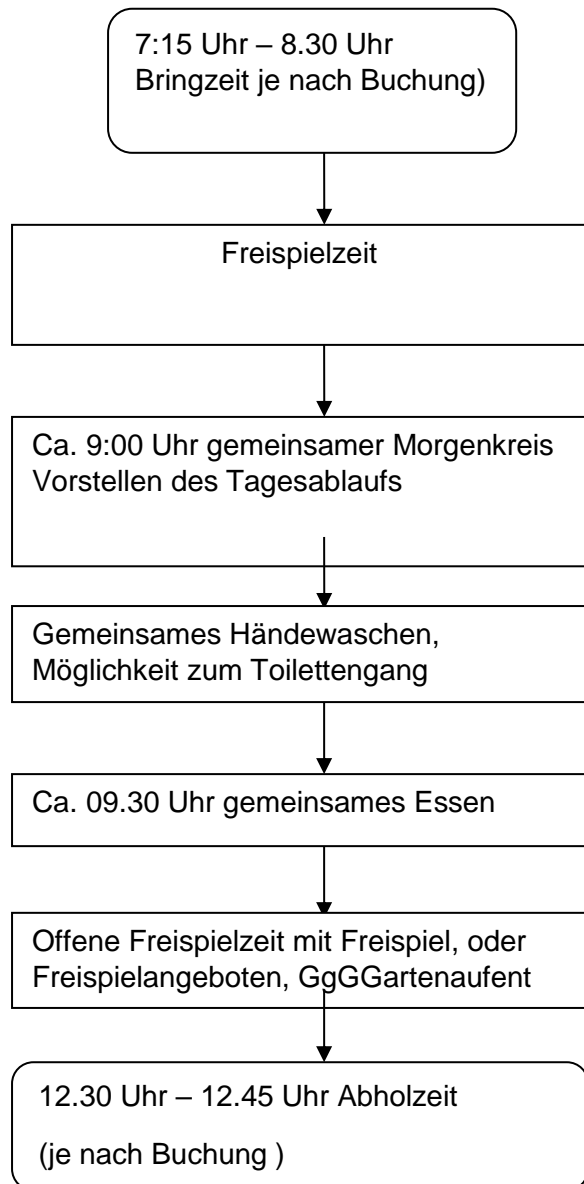 7:15 Uhr – 8.30 Uhr
Bringzeit je nach Buchung)
Freispielzeit
Ca. 9:00 Uhr gemeinsamer Morgenkreis
Vorstellen des Tagesablaufs
Gemeinsames Händewaschen,
Möglichkeit zum Toilettengang
Ca. 09.30 Uhr gemeinsames Essen
Offene Freispielzeit mit Freispiel, oder
Freispielangeboten, GgGGartenaufent
12.30 Uhr – 12.45 Uhr Abholzeit
(je nach Buchung )